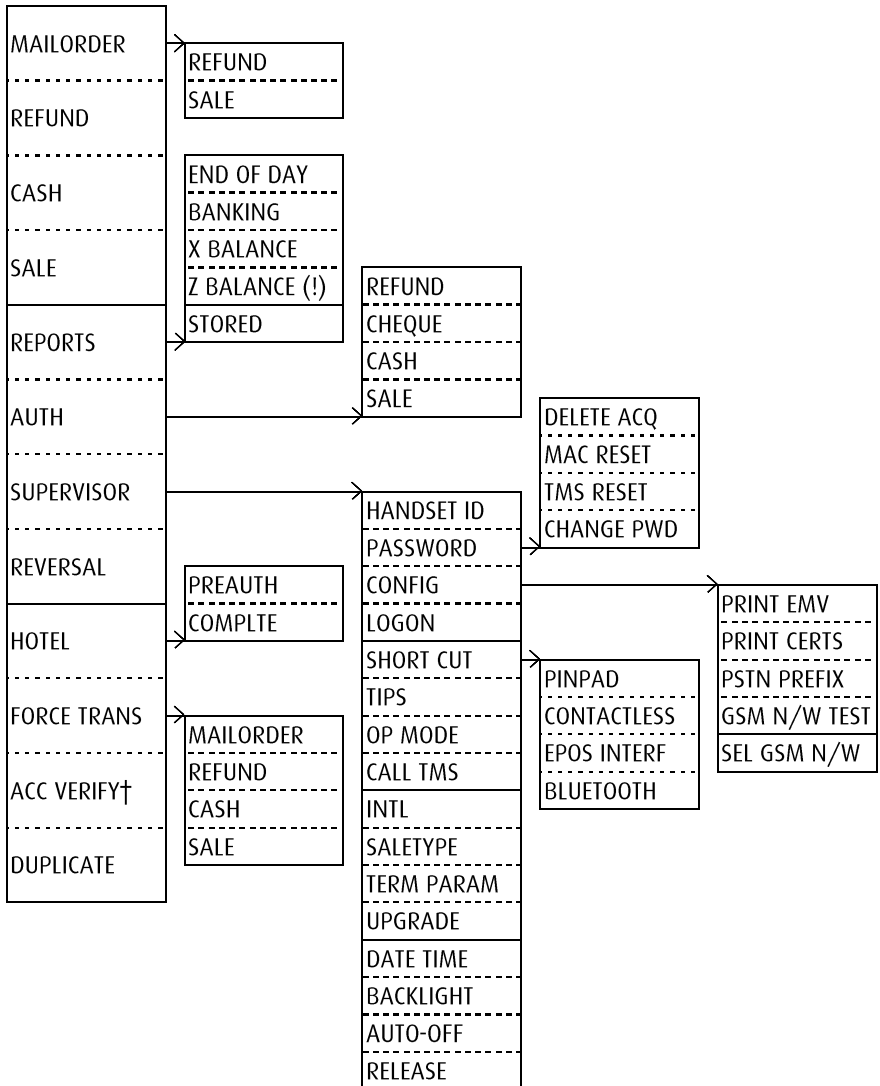 MAILORDER
REFUND
CASH
SALE
REPORTS
AUTH
SUPERVISOR
REVERSAL
HOTEL
FORCE TRANS
ACC VERIFY†
DUPLICATE
REFUND
SALE
END OF DAY
BANKING
X BALANCE
Z BALANCE (!)
STORED
REFUND
CHEQUE
CASH
SALE
PREAUTH
COMPLTE
MAILORDER
REFUND
CASH
SALE
HANDSET ID
PASSWORD
CONFIG
LOGON
SHORT CUT
TIPS
OP MODE
CALL TMS
INTL
SALETYPE
TERM PARAM
UPGRADE
DATE TIME
BACKLIGHT
AUTO-OFF
RELEASE
DELETE ACQ
MAC RESET
TMS RESET
CHANGE PWD
PINPAD
CONTACTLESS
EPOS INTERF
BLUETOOTH
PRINT EMV
PRINT CERTS
PSTN PREFIX
GSM N/W TEST
SEL GSM N/W